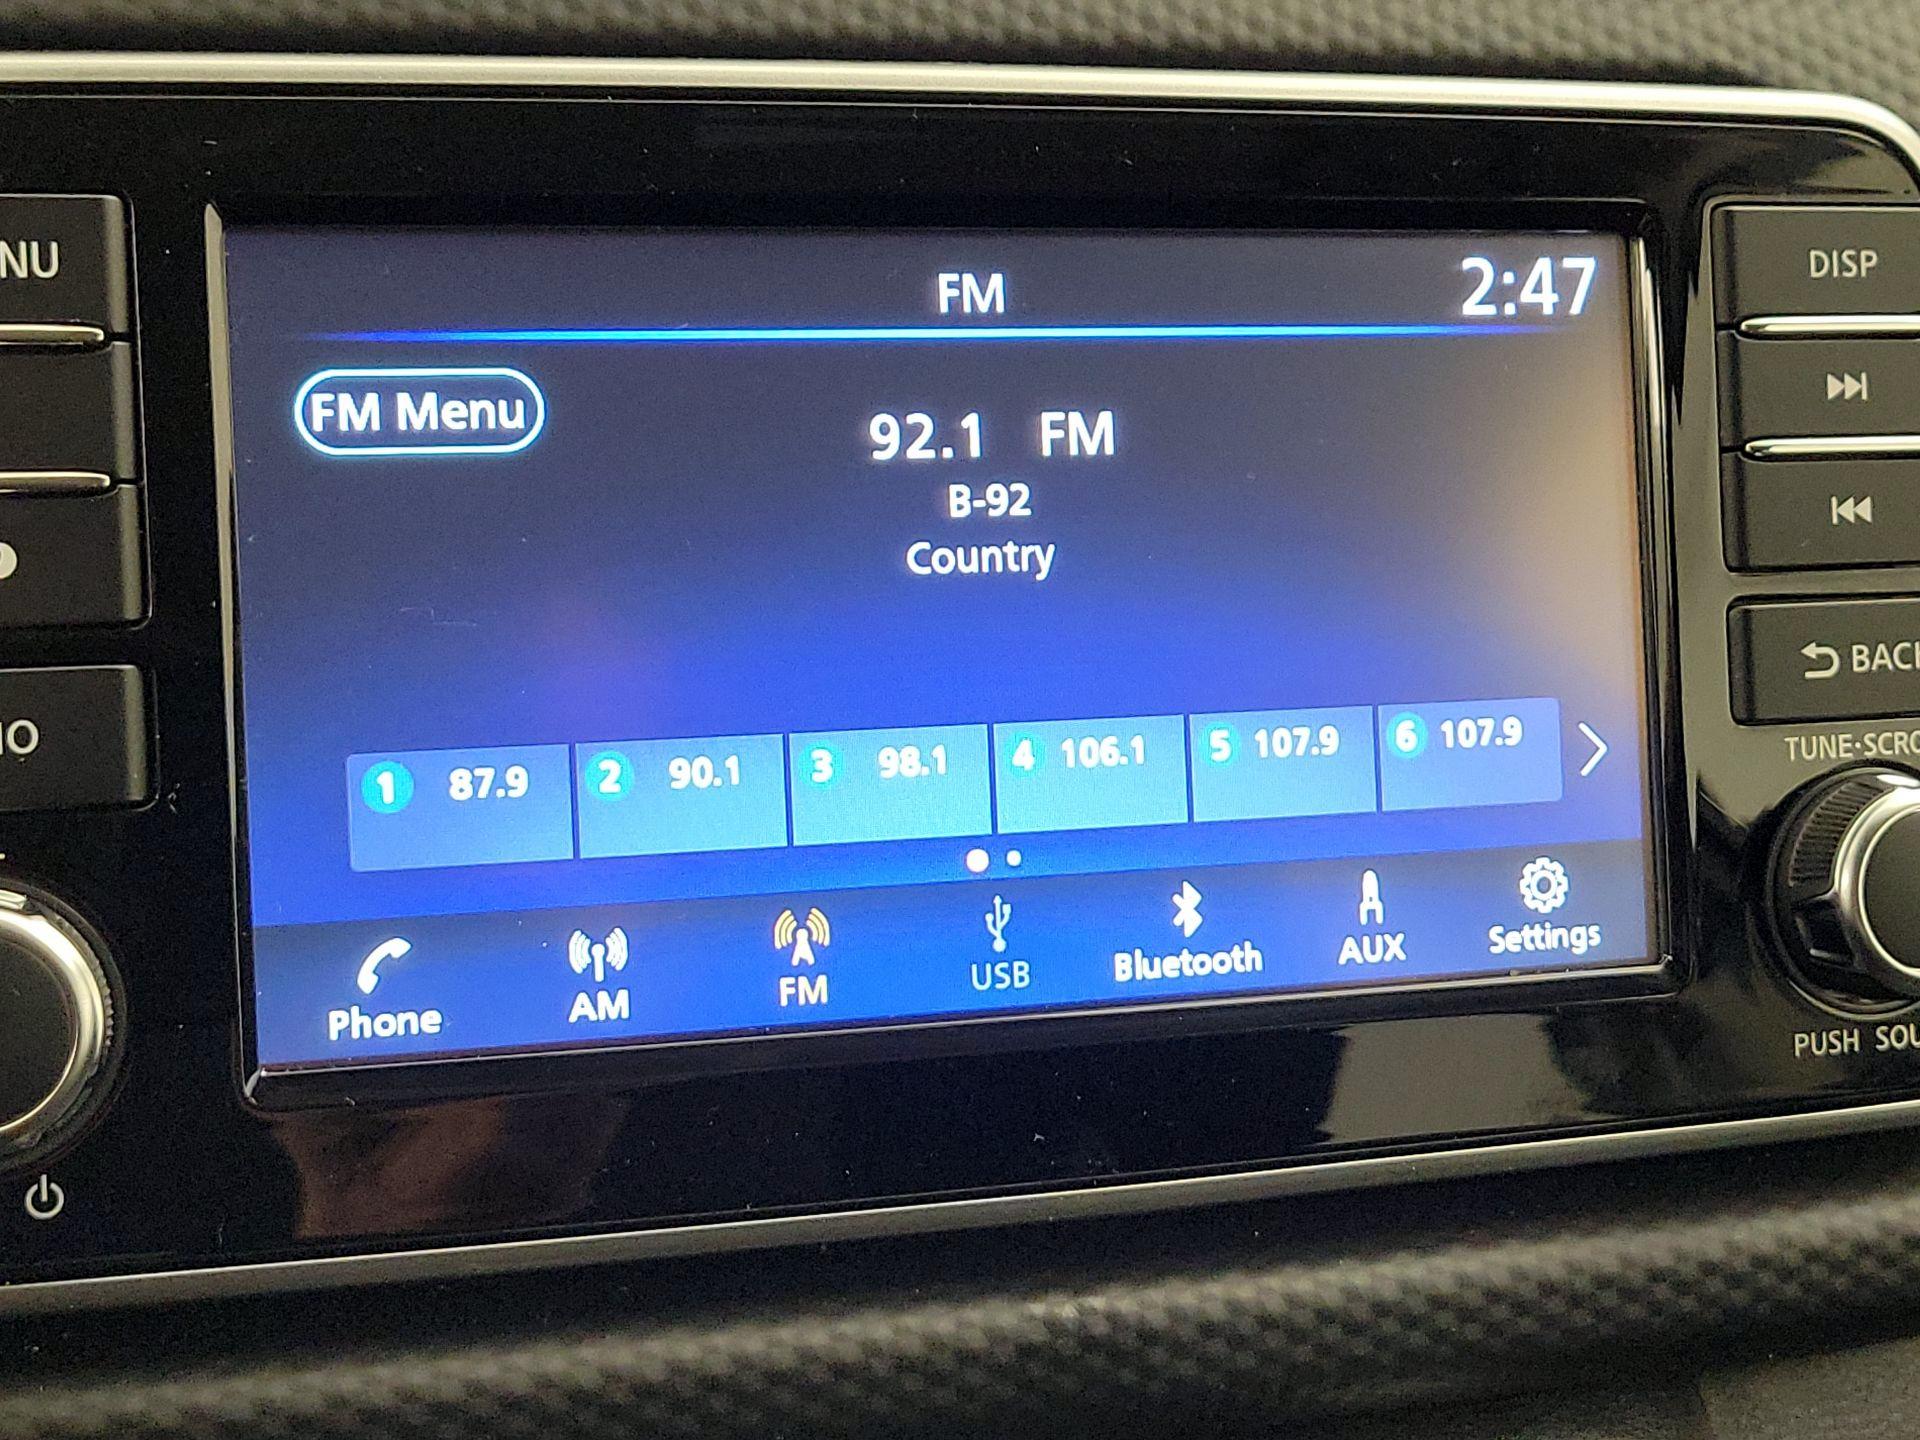 FM 2:47
FM Menu
92.1 FM
B-92
Country
1 87.9 2 90.1 3 98.1 4 106.1 5 107.9 6 107.9
Phone AM FM USB Bluetooth AUX Settings
NU
IO
DISP
BACK
TUNE·SCRO
PUSH SOU